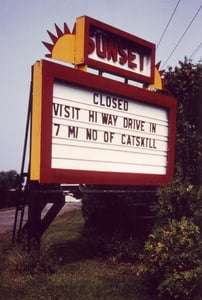 SUNSET
CLOSED
VISIT HI WAY DRIVE IN
7 MI NO OF CATSKILL